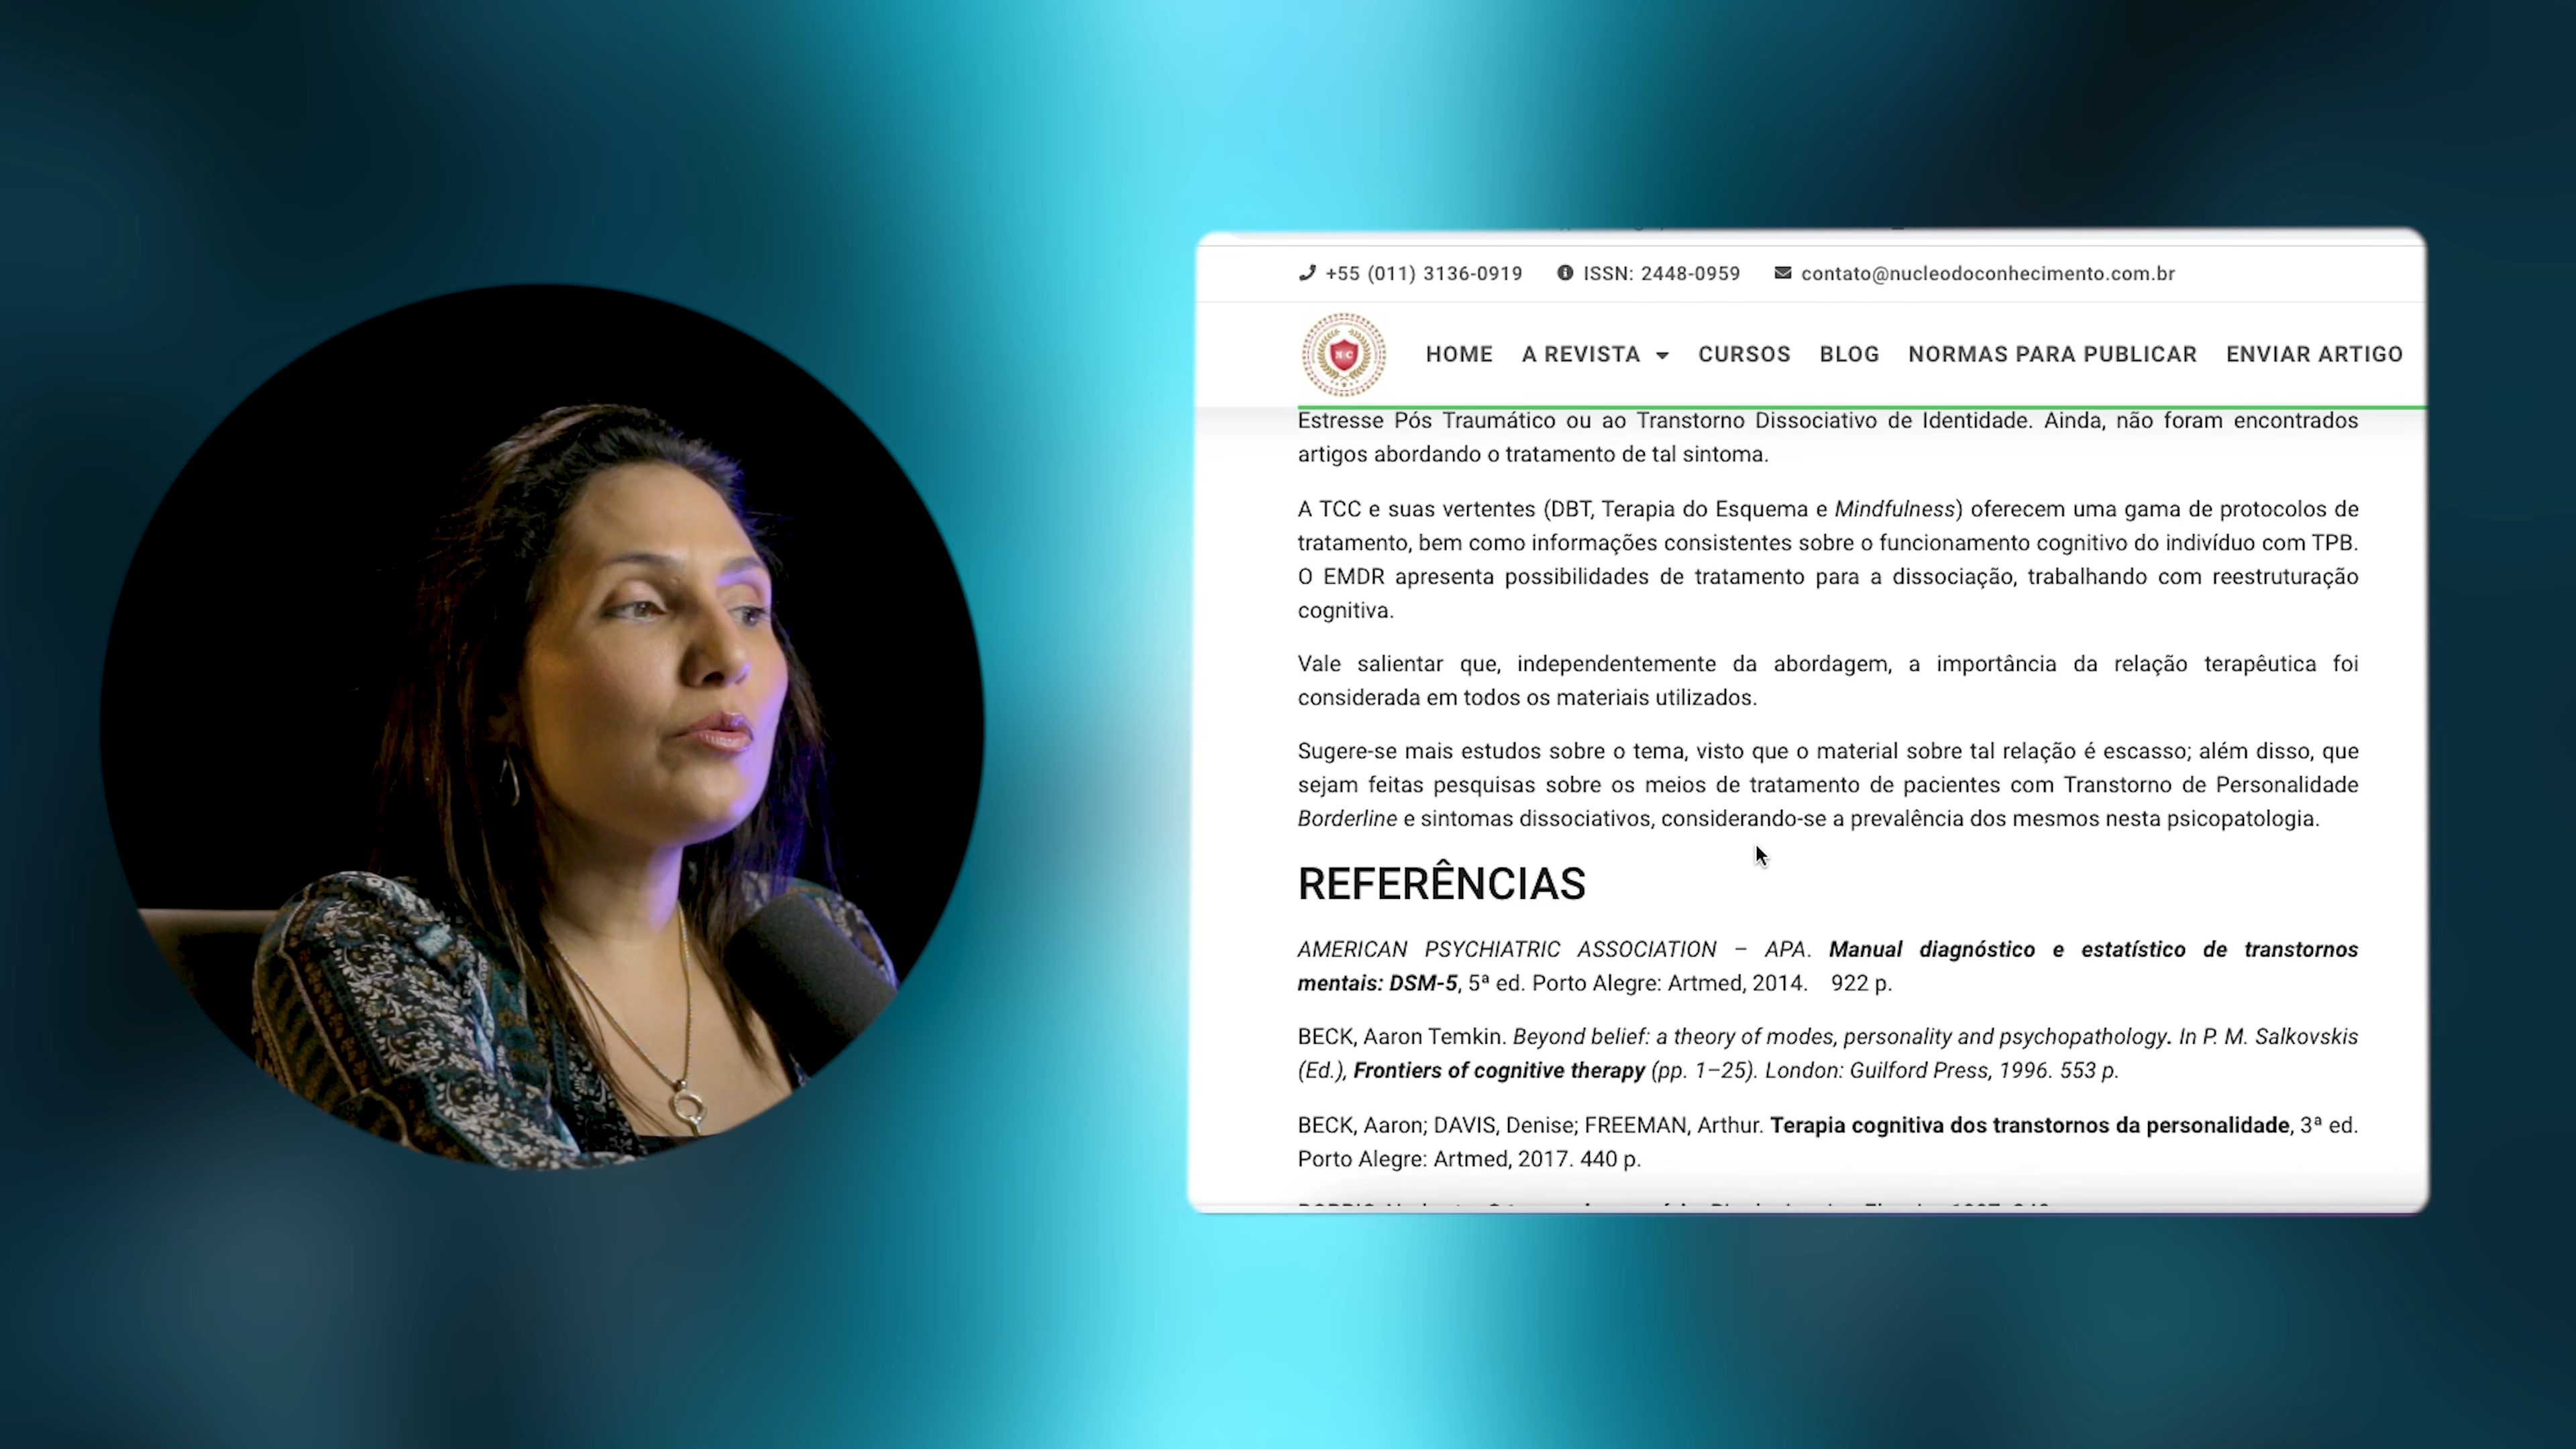 +55 (011) 3136-0919 ISSN: 2448-0959 contato@nucleodoconhecimento.com.br
HOME A REVISTA CURSOS BLOG NORMAS PARA PUBLICAR ENVIAR ARTIGO
Estresse Pós Traumático ou ao Transtorno Dissociativo de Identidade. Ainda, não foram encontrados
artigos abordando o tratamento de tal sintoma.
A TCC e suas vertentes (DBT, Terapia do Esquema e Mindfulness) oferecem uma gama de protocolos de
tratamento, bem como informações consistentes sobre o funcionamento cognitivo do indivíduo com TPB.
O EMDR apresenta possibilidades de tratamento para a dissociação, trabalhando com reestruturação
cognitiva.
Vale salientar que, independentemente da abordagem, a importância da relação terapêutica foi
considerada em todos os materiais utilizados.
Sugere-se mais estudos sobre o tema, visto que o material sobre tal relação é escasso; além disso, que
sejam feitas pesquisas sobre os meios de tratamento de pacientes com Transtorno de Personalidade
Borderline e sintomas dissociativos, considerando-se a prevalência dos mesmos nesta psicopatologia.
REFERÊNCIAS
AMERICAN PSYCHIATRIC ASSOCIATION – APA. Manual diagnóstico e estatístico de transtornos
mentais: DSM-5, 5ª ed. Porto Alegre: Artmed, 2014. 922 p.
BECK, Aaron Temkin. Beyond belief: a theory of modes, personality and psychopathology. In P. M. Salkovskis
(Ed.), Frontiers of cognitive therapy (pp. 1–25). London: Guilford Press, 1996. 553 p.
BECK, Aaron; DAVIS, Denise; FREEMAN, Arthur. Terapia cognitiva dos transtornos da personalidade, 3ª ed.
Porto Alegre: Artmed, 2017. 440 p.